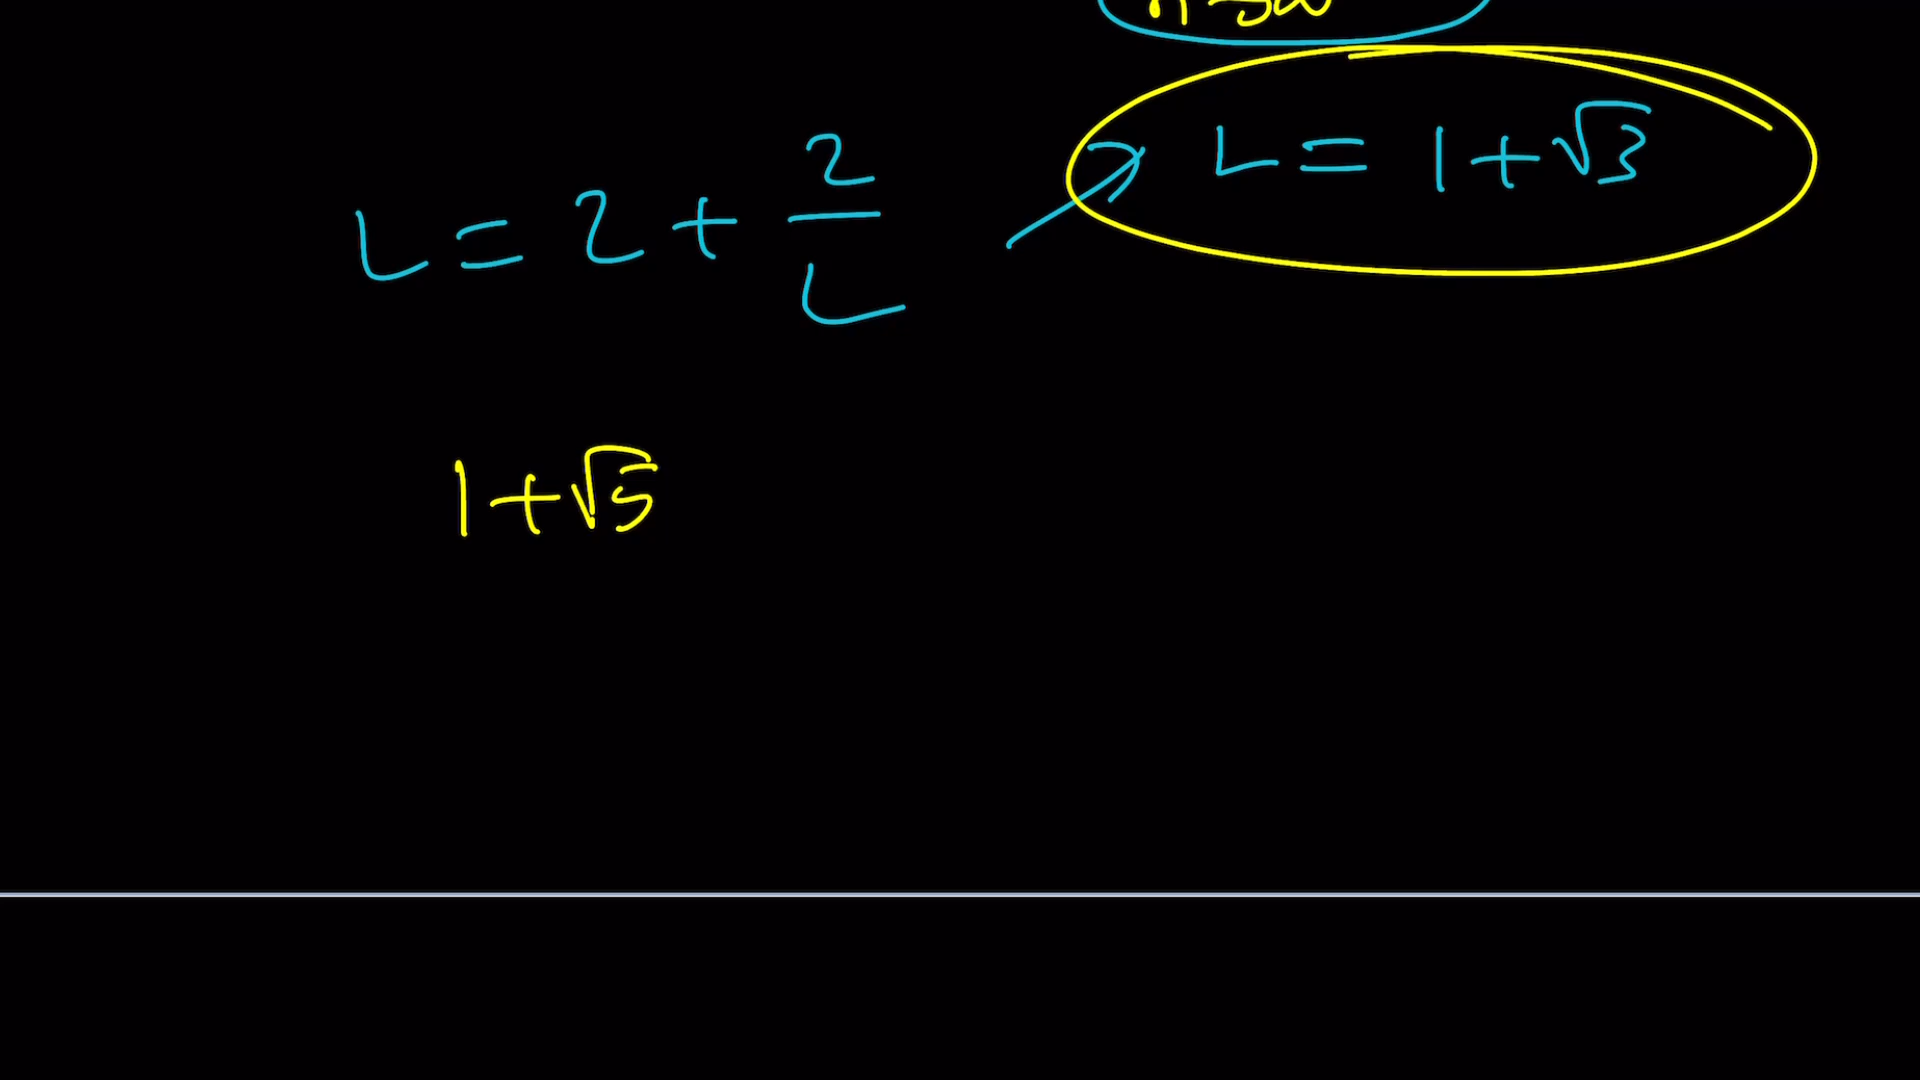 n→∞
L = 1 + √3
L = 2 + 2/L
1 + √5